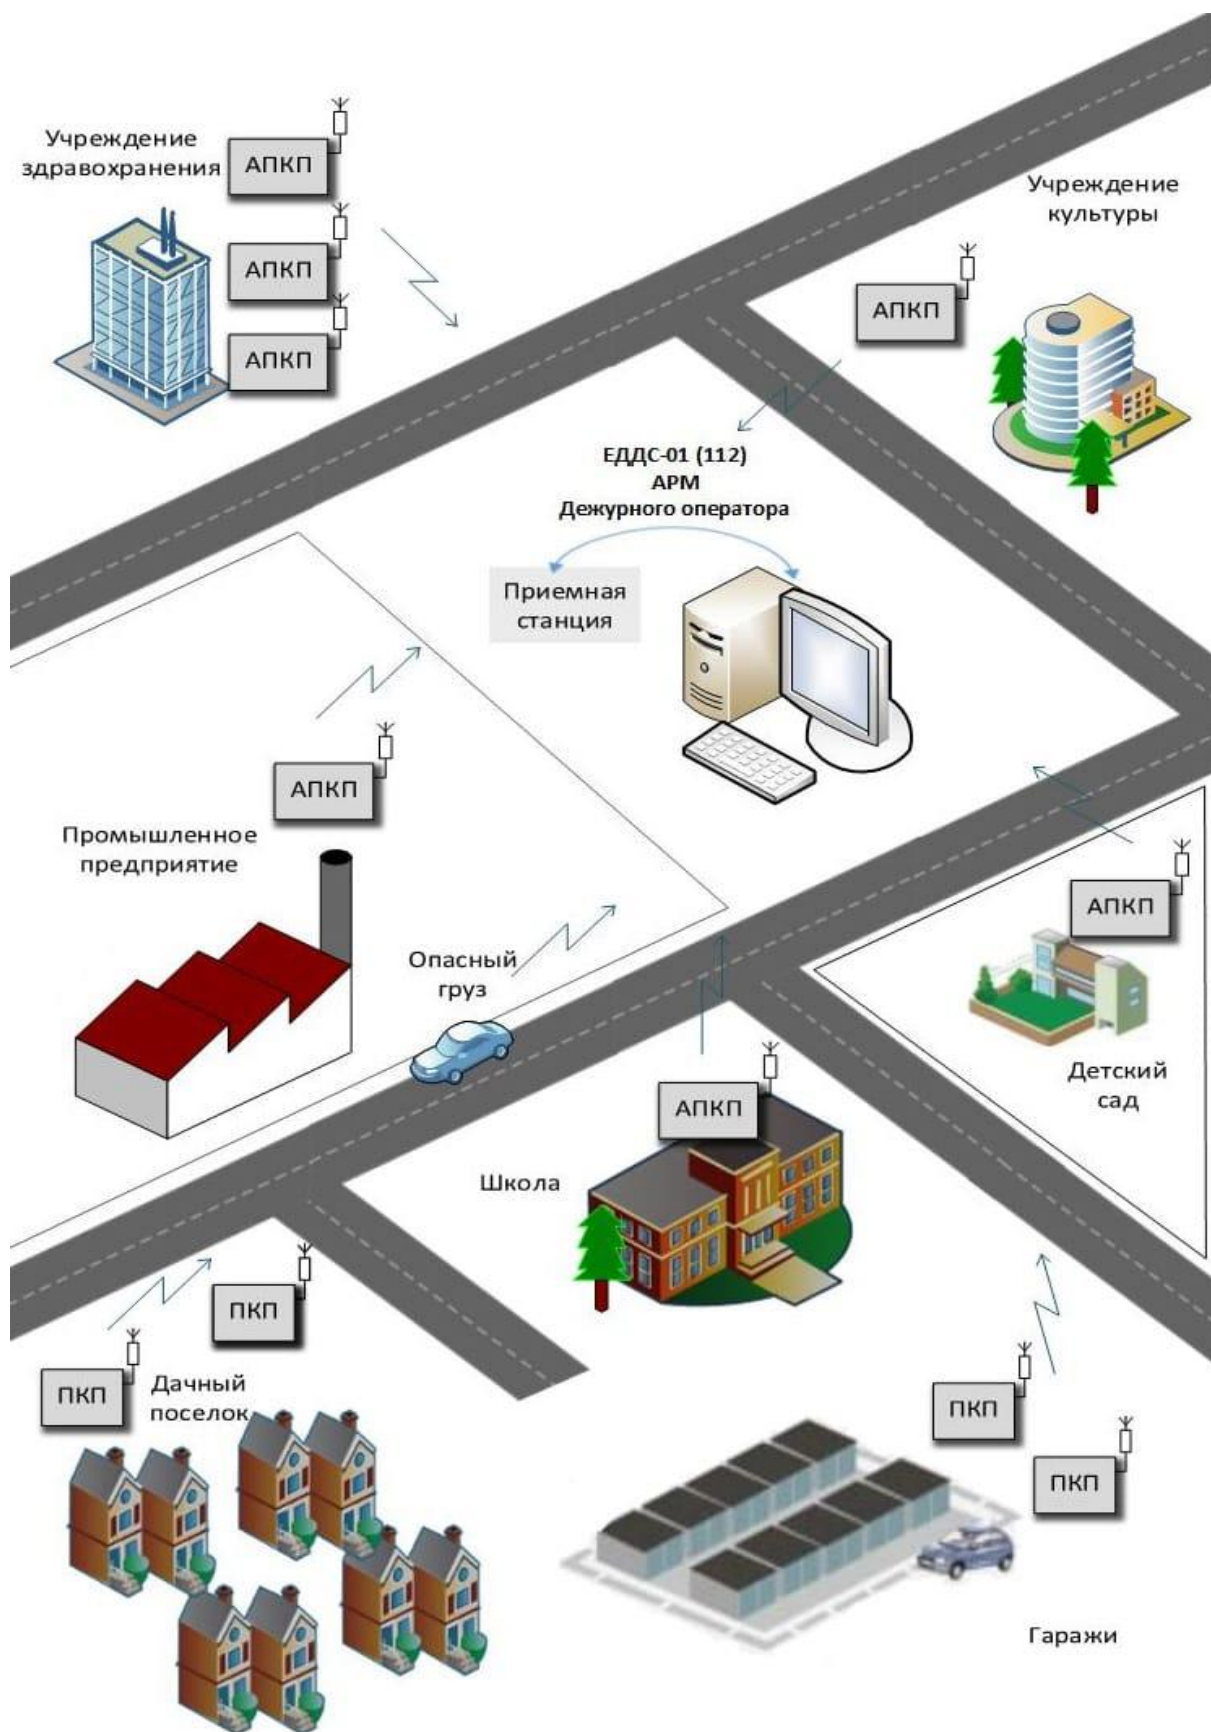 Учреждение
здравохранения
АПКП
АПКП
АПКП
Учреждение
культуры
АПКП
ЕДДС-01 (112)
АРМ
Дежурного оператора
Приемная
станция
АПКП
Промышленное
предприятие
АПКП
Опасный
груз
Детский
сад
АПКП
Школа
ПКП
ПКП
Дачный
поселок
ПКП
ПКП
Гаражи